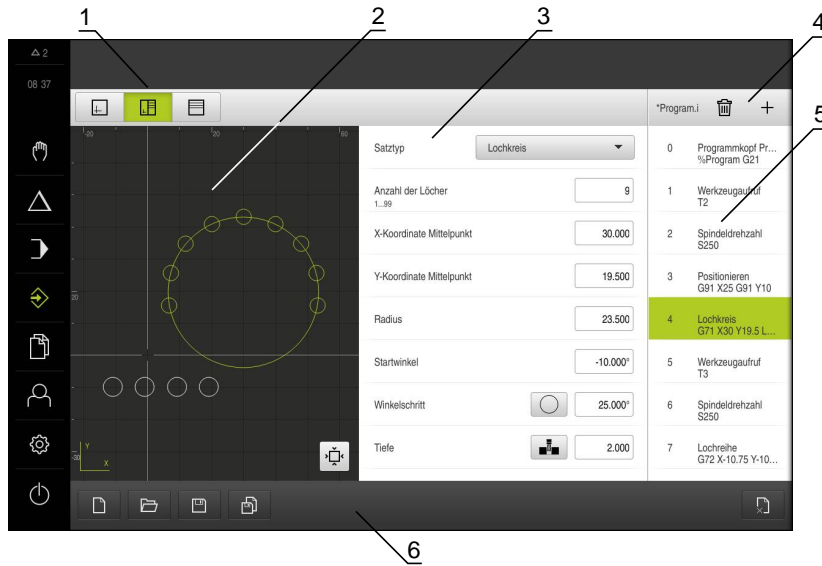 1
2
3
4
5
6
2
08 37
*Program.i
-20
20
60
20
-30
Y
X
Satztyp
Lochkreis
Anzahl der Löcher
1...99
9
X-Koordinate Mittelpunkt
30.000
Y-Koordinate Mittelpunkt
19.500
Radius
23.500
Startwinkel
-10.000°
Winkelschritt
25.000°
Tiefe
2.000
0 Programmkopf Pr...
%Program G21
1 Werkzeugaufruf
T2
2 Spindeldrehzahl
S250
3 Positionieren
G91 X25 G91 Y10
4 Lochkreis
G71 X30 Y19.5 L...
5 Werkzeugaufruf
T3
6 Spindeldrehzahl
S250
7 Lochreihe
G72 X-10.75 Y-10...